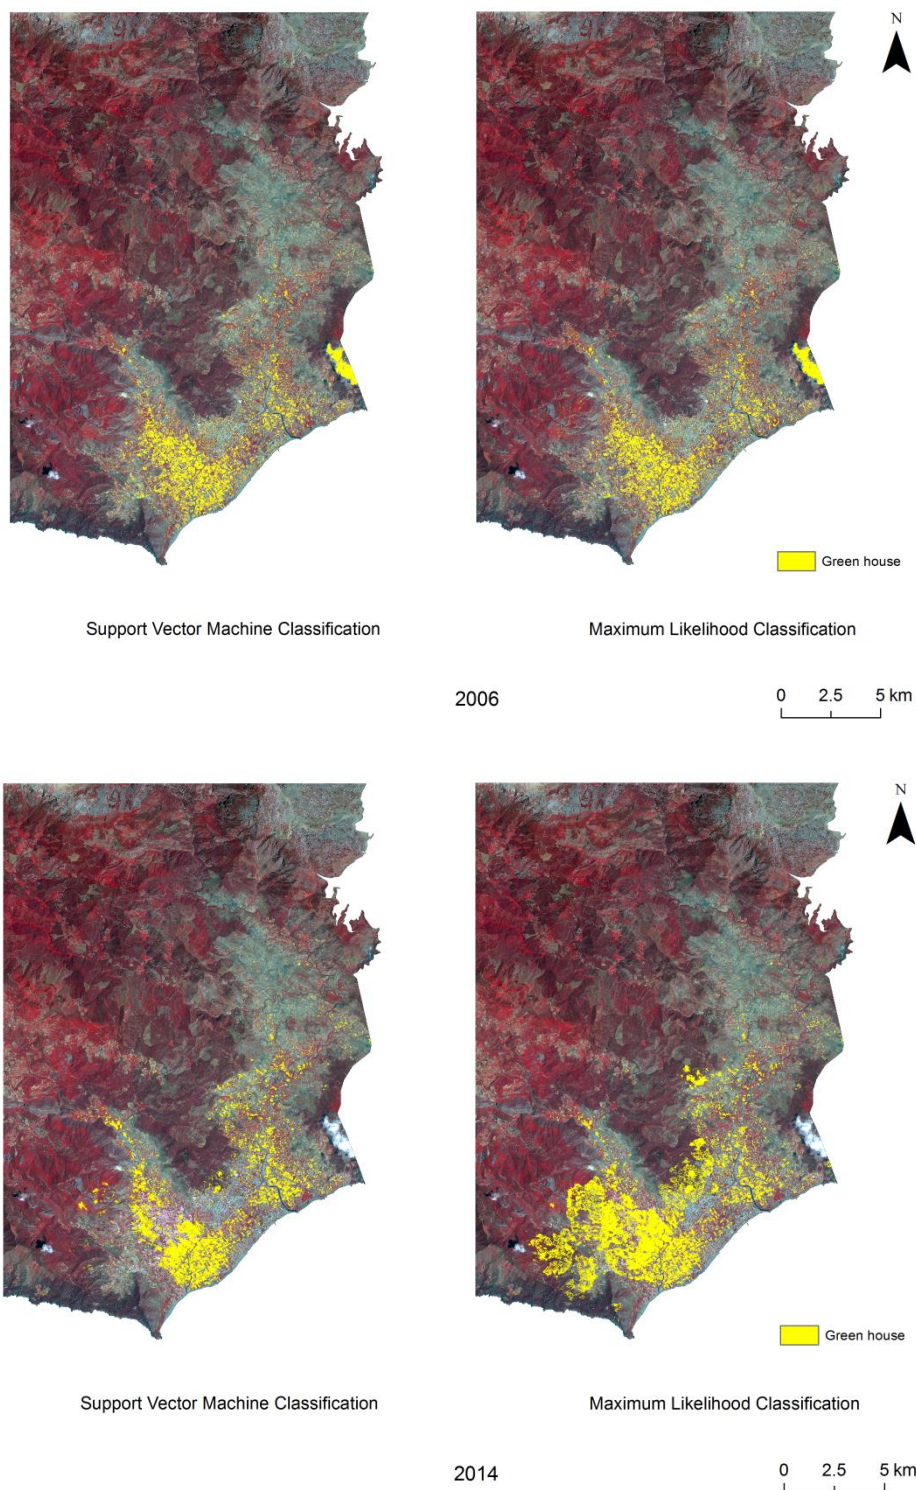 N
Green house
Support Vector Machine Classification
Maximum Likelihood Classification
2006
0 2.5 5 km
N
Green house
Support Vector Machine Classification
Maximum Likelihood Classification
2014
0 2.5 5 km